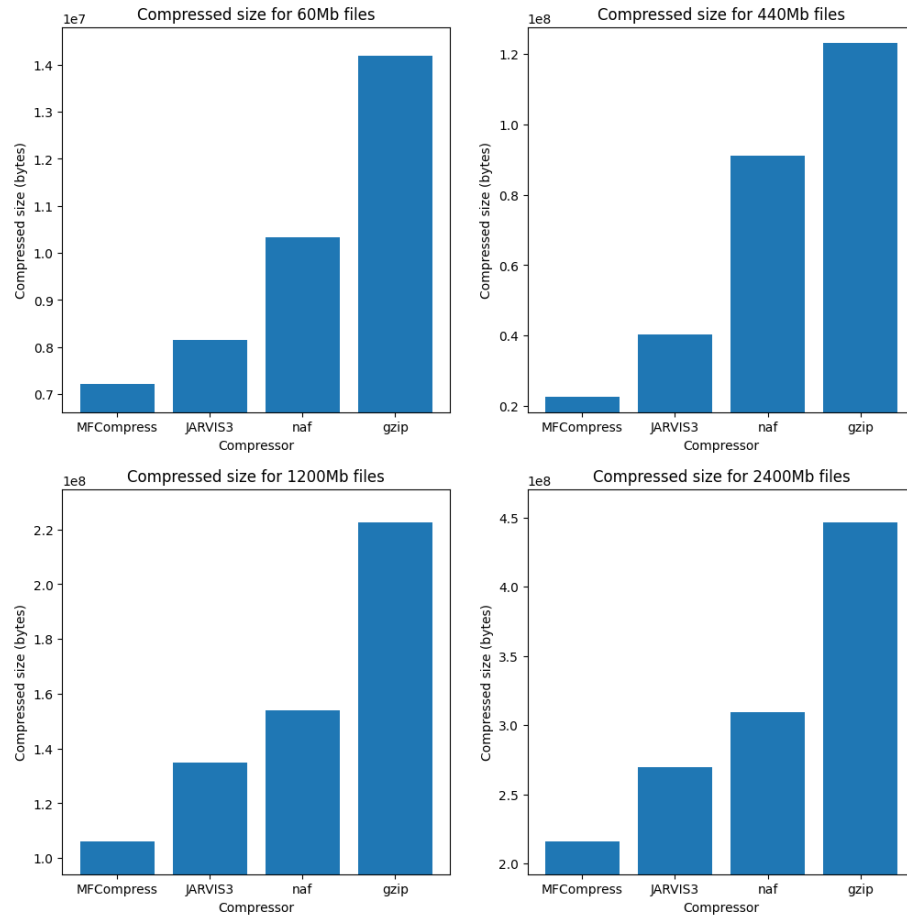 Compressed size for 60Mb files
1e7
Compressed size (bytes)
1.4
1.3
1.2
1.1
1.0
0.9
0.8
0.7
MFCompress JARVIS3 naf gzip
Compressor
Compressed size for 440Mb files
1e8
Compressed size (bytes)
1.2
1.0
0.8
0.6
0.4
0.2
MFCompress JARVIS3 naf gzip
Compressor
Compressed size for 1200Mb files
1e8
Compressed size (bytes)
2.2
2.0
1.8
1.6
1.4
1.2
1.0
MFCompress JARVIS3 naf gzip
Compressor
Compressed size for 2400Mb files
1e8
Compressed size (bytes)
4.5
4.0
3.5
3.0
2.5
2.0
MFCompress JARVIS3 naf gzip
Compressor